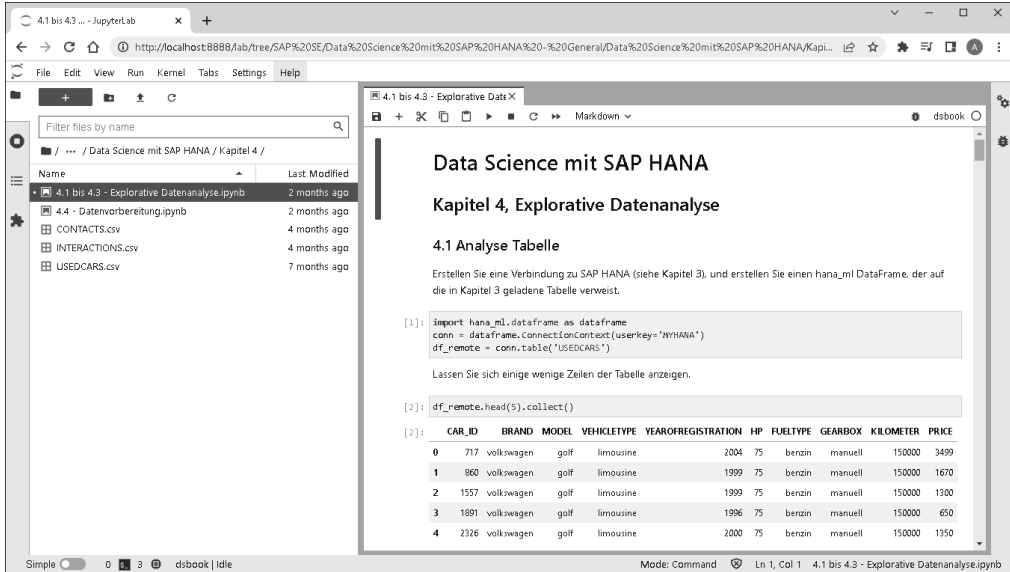 4.1 bis 4.3 ... - JupyterLab
http://localhost:8888/lab/tree/SAP%20SE/Data%20Science%20mit%20SAP%20HANA%20-%20General/Data%20Science%20mit%20SAP%20HANA/Kapi...
A
File Edit View Run Kernel Tabs Settings Help
Filter files by name
/ ··· / Data Science mit SAP HANA / Kapitel 4 /
Name Last Modified
4.1 bis 4.3 - Explorative Datenanalyse.ipynb 2 months ago
4.4 - Datenvorbereitung.ipynb 2 months ago
CONTACTS.csv 4 months ago
INTERACTIONS.csv 4 months ago
USEDCARS.csv 7 months ago
4.1 bis 4.3 - Explorative Date
Markdown
dsbook
Data Science mit SAP HANA
Kapitel 4, Explorative Datenanalyse
4.1 Analyse Tabelle
Erstellen Sie eine Verbindung zu SAP HANA (siehe Kapitel 3), und erstellen Sie einen hana_ml DataFrame, der auf
die in Kapitel 3 geladene Tabelle verweist.
[1]: import hana_ml.dataframe as dataframe
conn = dataframe.ConnectionContext(userkey='MYHANA')
df_remote = conn.table('USEDCARS')
Lassen Sie sich einige wenige Zeilen der Tabelle anzeigen.
[2]: df_remote.head(5).collect()
[2]: CAR_ID BRAND MODEL VEHICLETYPE YEAROFREGISTRATION HP FUELTYPE GEARBOX KILOMETER PRICE
0 717 volkswagen golf limousine 2004 75 benzin manuell 150000 3499
1 860 volkswagen golf limousine 1999 75 benzin manuell 150000 1670
2 1557 volkswagen golf limousine 1999 75 benzin manuell 150000 1300
3 1891 volkswagen golf limousine 1996 75 benzin manuell 150000 650
4 2326 volkswagen golf limousine 2000 75 benzin manuell 150000 1350
Simple 0 3 dsbook | Idle
Mode: Command Ln 1, Col 1 4.1 bis 4.3 - Explorative Datenanalyse.ipynb